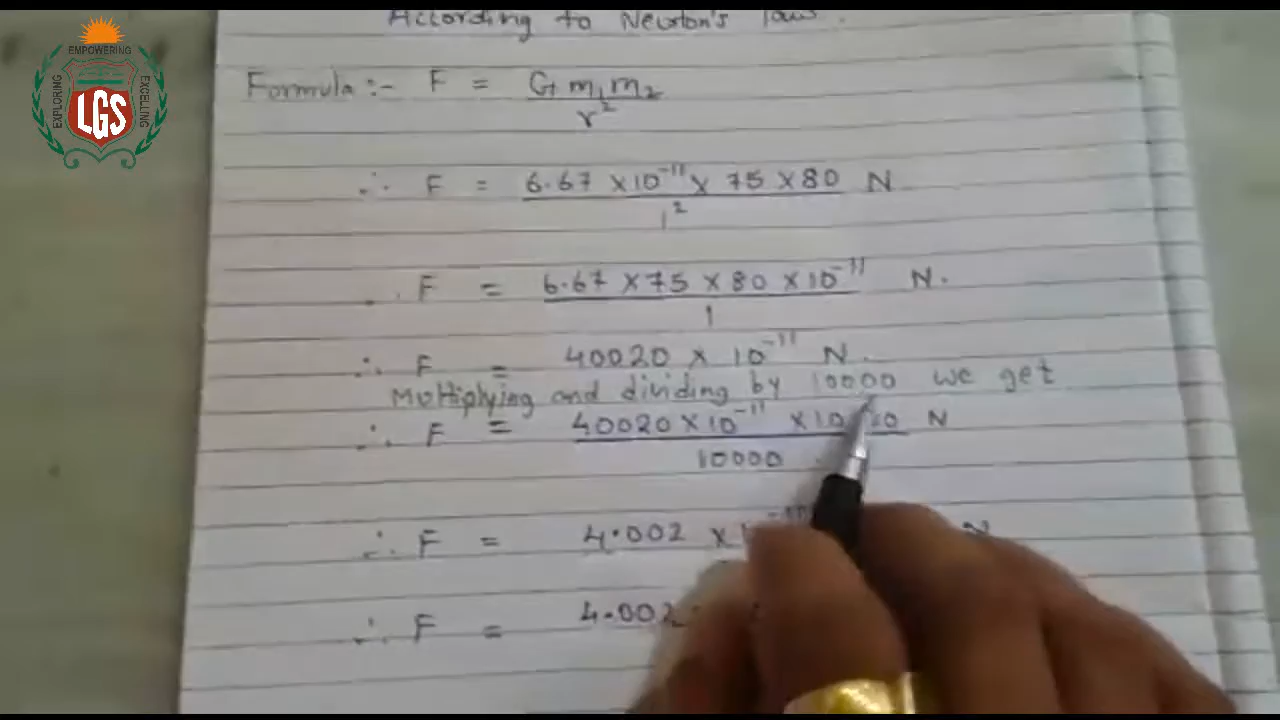 EMPOWERING
EXPLORING
EXCELLING
LGS
According to Newton's law.
Formula :- F = G m₁m₂
r²
∴ F = 6.67 ×10⁻¹¹ × 75 × 80 N
1²
∴ F = 6.67 × 75 × 80 × 10⁻¹¹ N.
1
∴ F = 40020 × 10⁻¹¹ N.
Multiplying and dividing by 10000 we get
∴ F = 40020 × 10⁻¹¹ × 10000 N
10000
∴ F = 4.002 × N
∴ F = 4.002